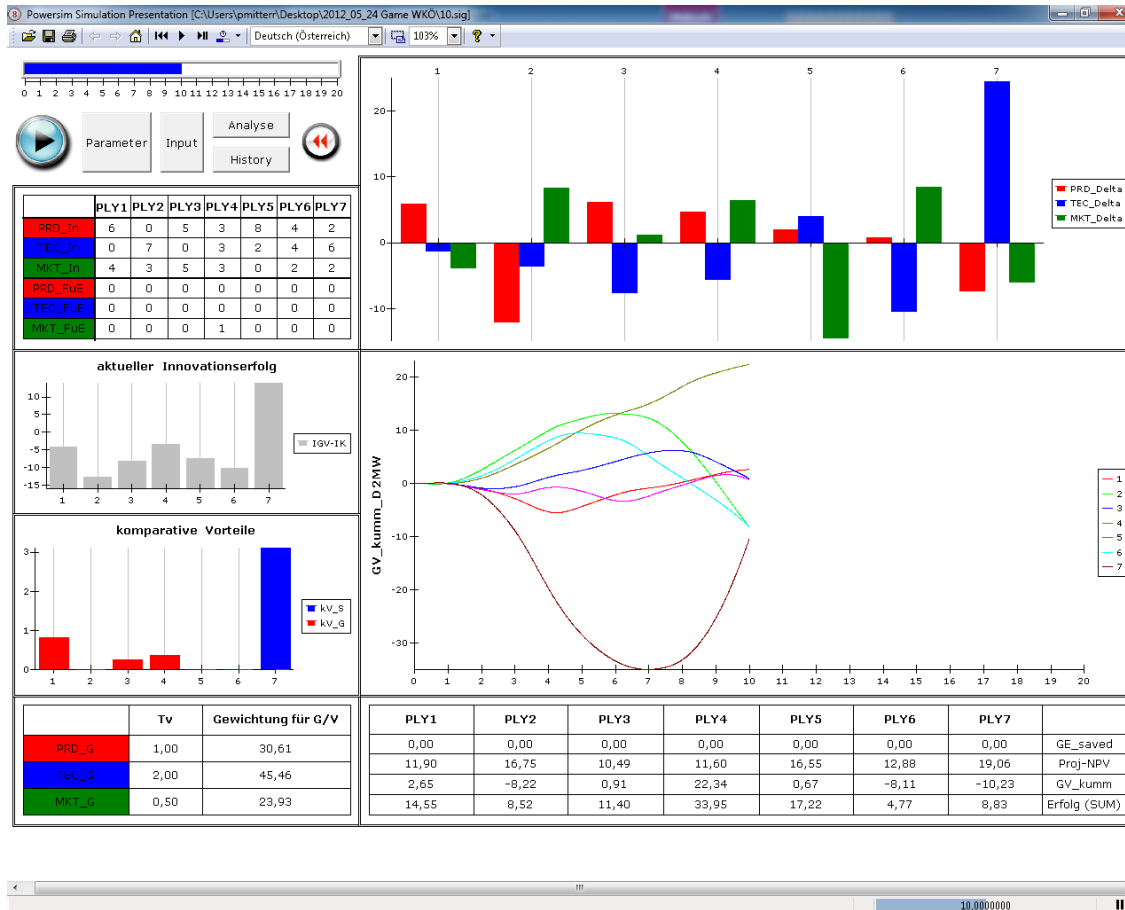 Powersim Simulation Presentation [C:\Users\pmitterr\Desktop\2012_05_24 Game WKÖ\10.sig]
Deutsch (Österreich) 103%
0 1 2 3 4 5 6 7 8 9 10 11 12 13 14 15 16 17 18 19 20
Parameter Input Analyse
History
PLY1 PLY2 PLY3 PLY4 PLY5 PLY6 PLY7
PRD_In 6 0 5 3 8 4 2
TEC_In 0 7 0 3 2 4 6
MKT_In 4 3 5 3 0 2 2
PRD_FuE 0 0 0 0 0 0 0
TEC_FuE 0 0 0 0 0 0 0
MKT_FuE 0 0 0 1 0 0 0
1 2 3 4 5 6 7
20
10
0
-10
PRD_Delta
TEC_Delta
MKT_Delta
aktueller Innovationserfolg
10
5
0
-5
-10
-15
1 2 3 4 5 6 7
IGV-IK
komparative Vorteile
3
2
1
0
1 2 3 4 5 6 7
kV_S
kV_G
GV_kumm_D2MW
20
10
0
-10
-20
-30
0 1 2 3 4 5 6 7 8 9 10 11 12 13 14 15 16 17 18 19 20
1
2
3
4
5
6
7
Tv Gewichtung für G/V
PRD_G 1,00 30,61
TEC_G 2,00 45,46
MKT_G 0,50 23,93
PLY1 PLY2 PLY3 PLY4 PLY5 PLY6 PLY7
0,00 0,00 0,00 0,00 0,00 0,00 0,00 GE_saved
11,90 16,75 10,49 11,60 16,55 12,88 19,06 Proj-NPV
2,65 -8,22 0,91 22,34 0,67 -8,11 -10,23 GV_kumm
14,55 8,52 11,40 33,95 17,22 4,77 8,83 Erfolg (SUM)
10,0000000